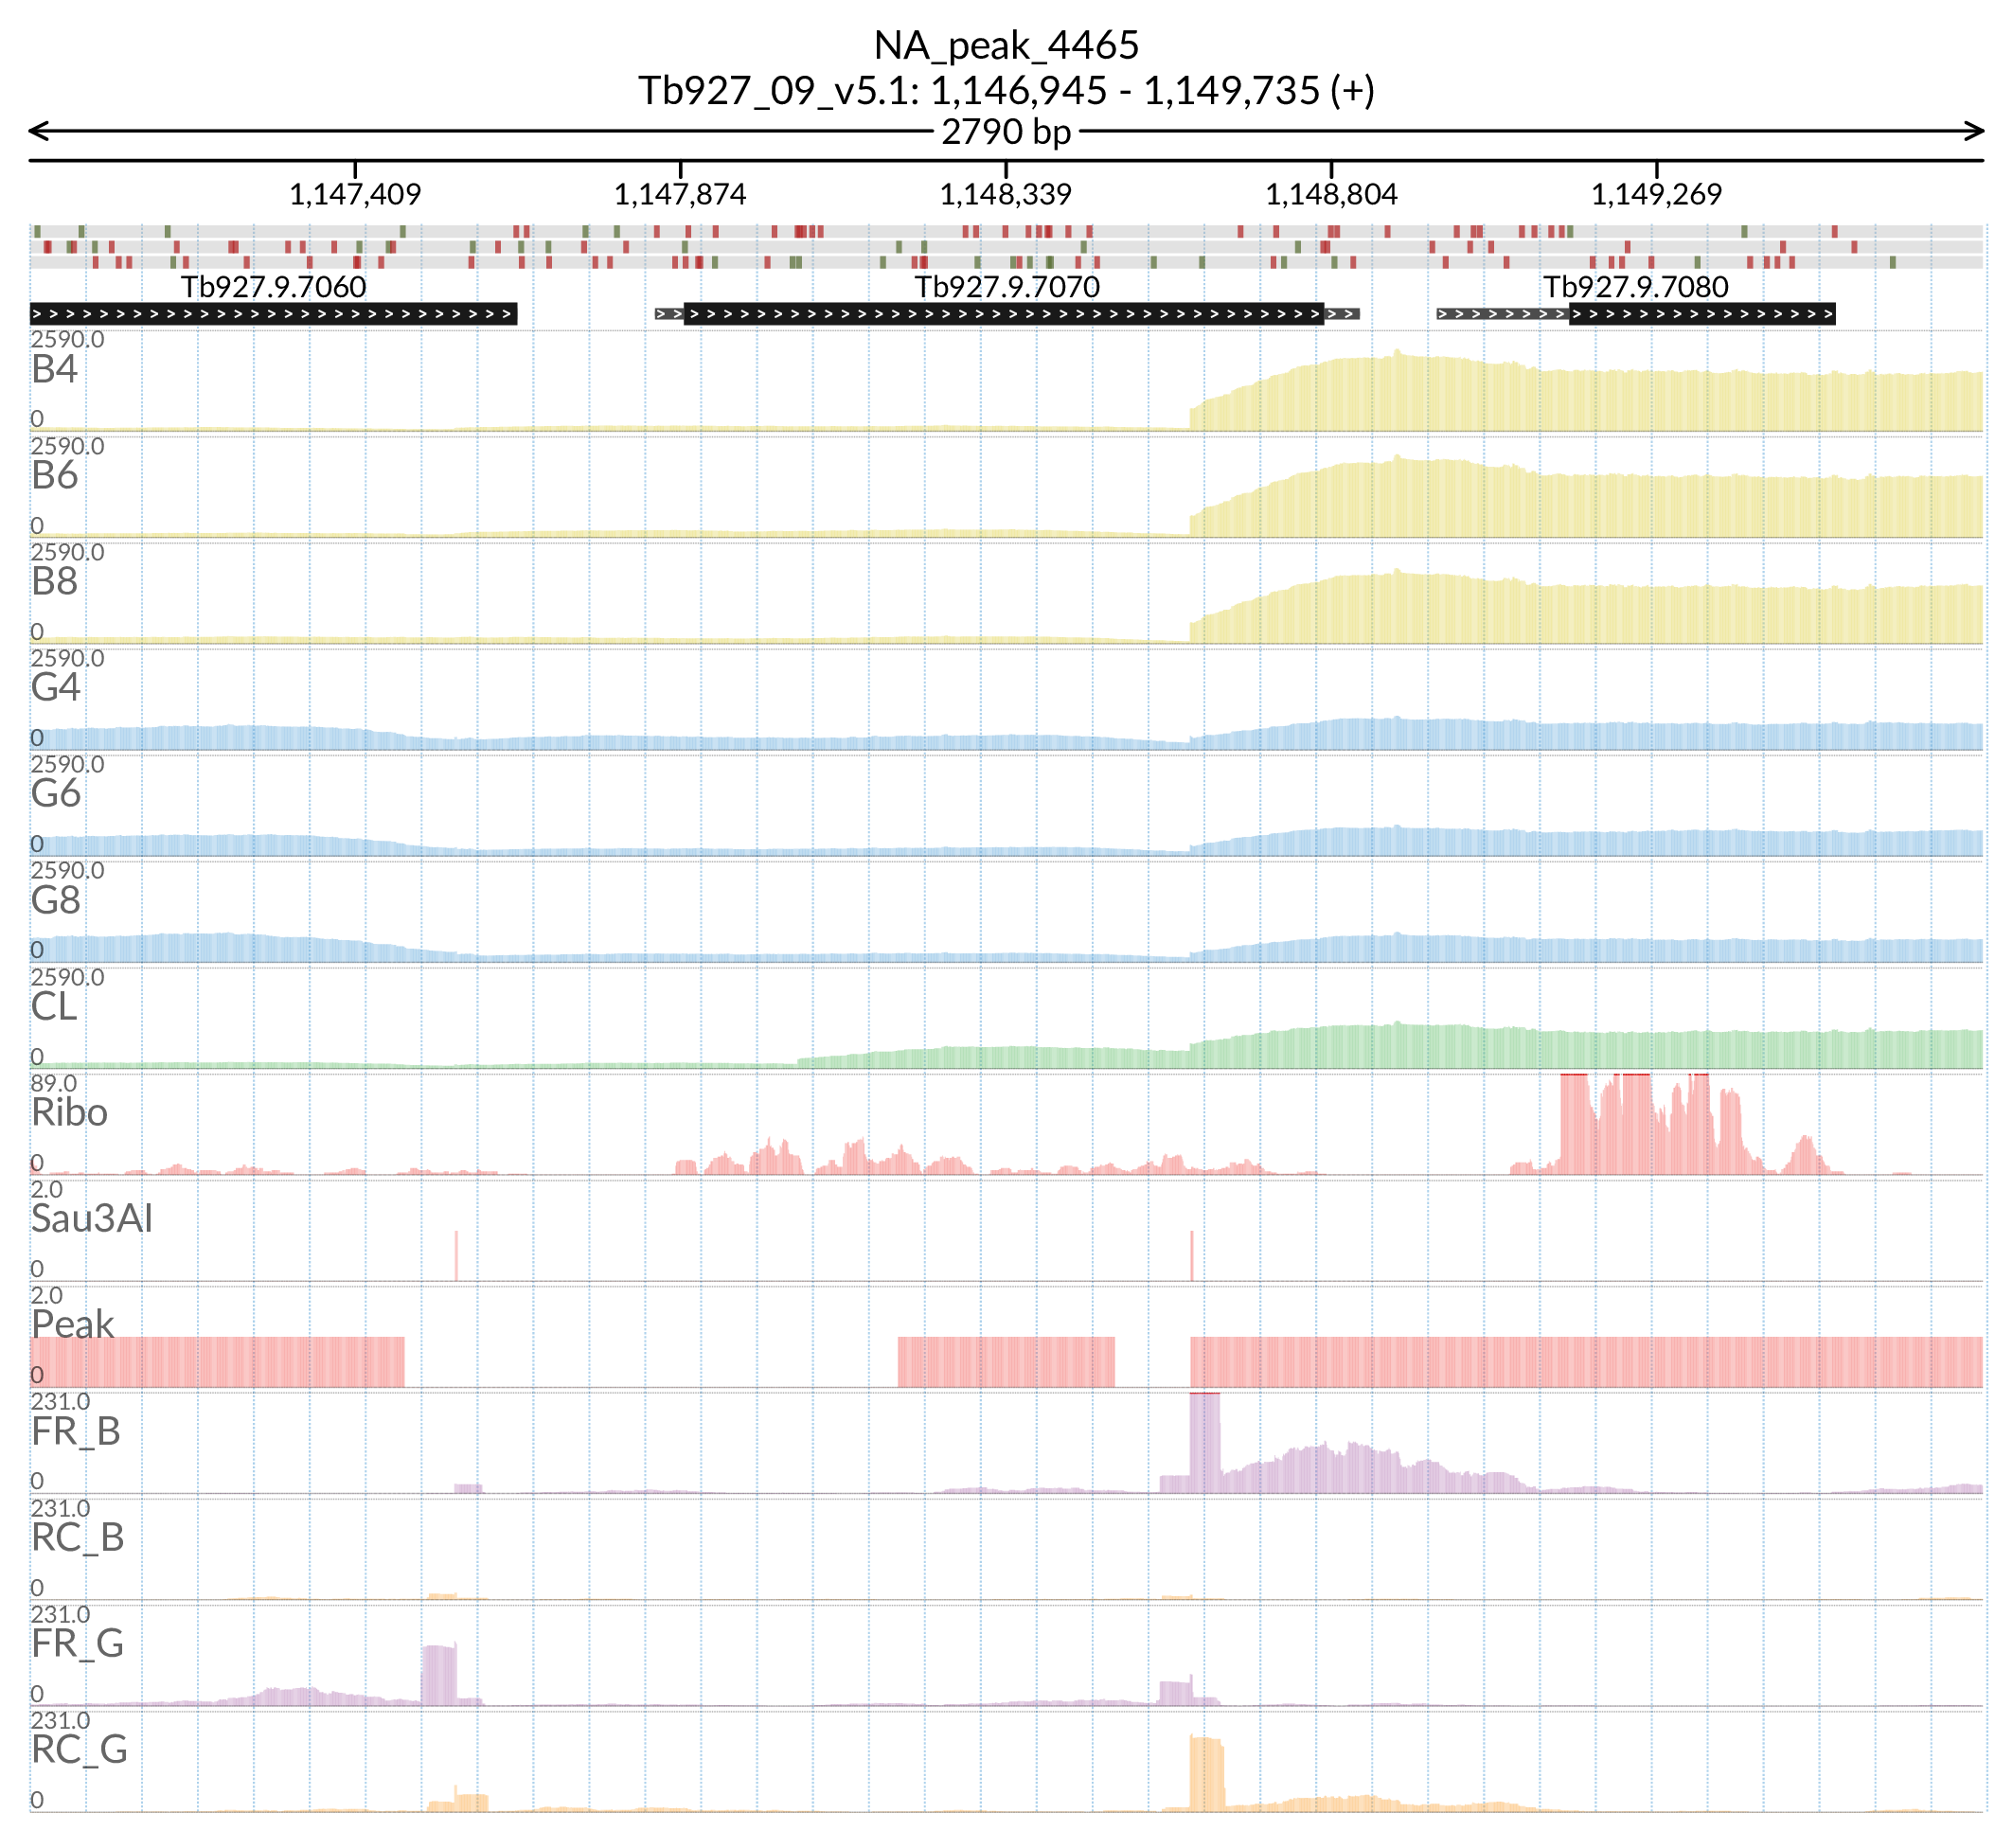 NA_peak_4465
Tb927_09_v5.1: 1,146,945 - 1,149,735 (+)
2790 bp
1,147,409 1,147,874 1,148,339 1,148,804 1,149,269
Tb927.9.7060 Tb927.9.7070 Tb927.9.7080
2590.0
B4
0
2590.0
B6
0
2590.0
B8
0
2590.0
G4
0
2590.0
G6
0
2590.0
G8
0
2590.0
CL
0
89.0
Ribo
0
2.0
Sau3AI
0
2.0
Peak
0
231.0
FR_B
0
231.0
RC_B
0
231.0
FR_G
0
231.0
RC_G
0